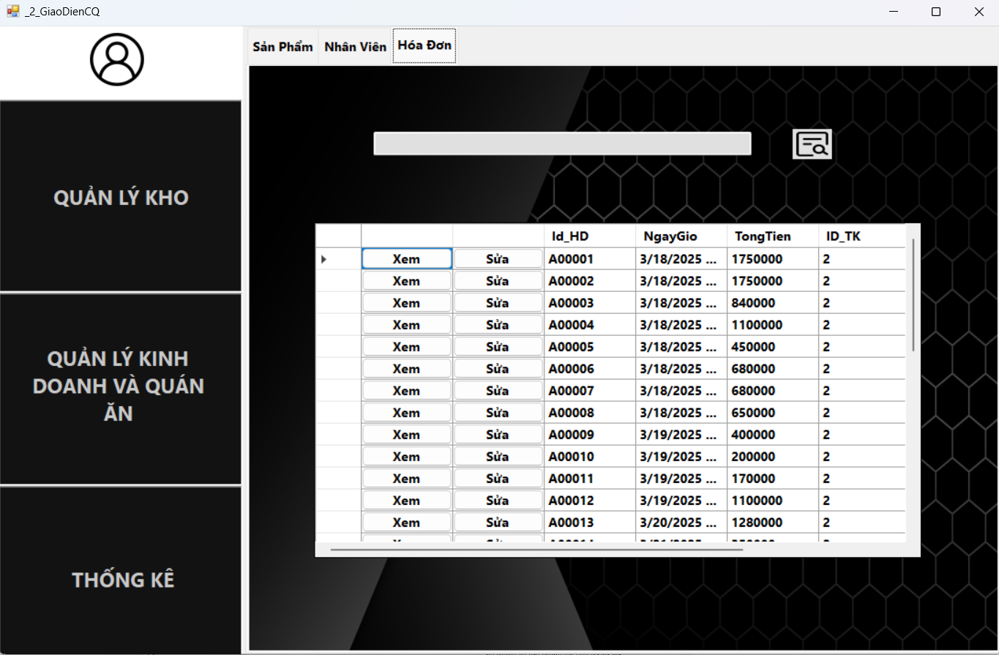 _2_GiaoDienCQ
Sản Phẩm Nhân Viên Hóa Đơn
QUẢN LÝ KHO
QUẢN LÝ KINH
DOANH VÀ QUÁN
ĂN
THỐNG KÊ
Id_HD NgayGio TongTien ID_TK
Xem Sửa A00001 3/18/2025 ... 1750000 2
Xem Sửa A00002 3/18/2025 ... 1750000 2
Xem Sửa A00003 3/18/2025 ... 840000 2
Xem Sửa A00004 3/18/2025 ... 1100000 2
Xem Sửa A00005 3/18/2025 ... 450000 2
Xem Sửa A00006 3/18/2025 ... 680000 2
Xem Sửa A00007 3/18/2025 ... 680000 2
Xem Sửa A00008 3/18/2025 ... 650000 2
Xem Sửa A00009 3/19/2025 ... 400000 2
Xem Sửa A00010 3/19/2025 ... 200000 2
Xem Sửa A00011 3/19/2025 ... 170000 2
Xem Sửa A00012 3/19/2025 ... 1100000 2
Xem Sửa A00013 3/20/2025 ... 1280000 2